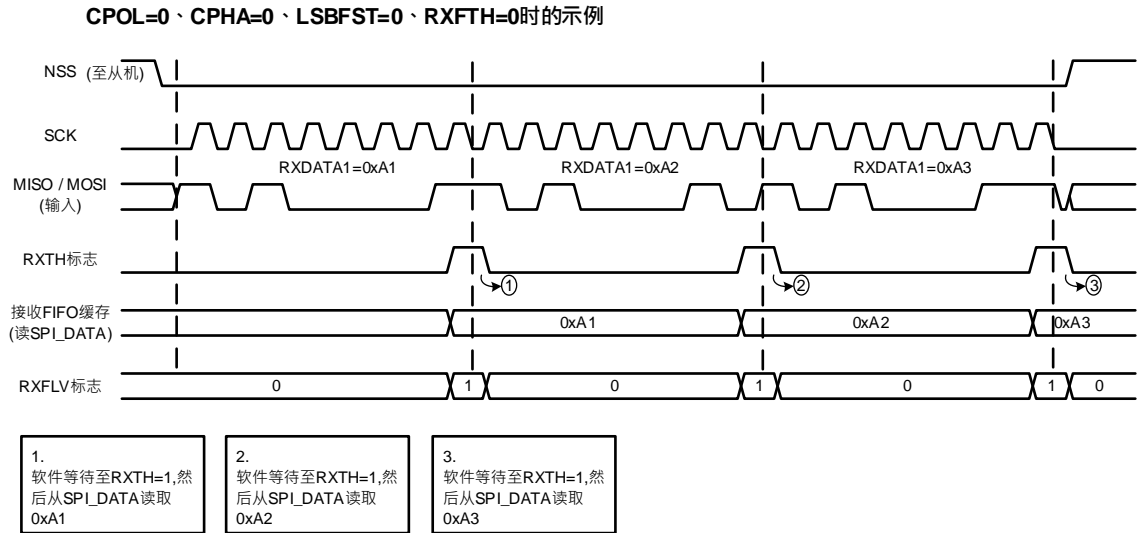 CPOL=0、CPHA=0、LSBFST=0、RXFTH=0时的示例
NSS (至从机)
SCK
RXDATA1=0xA1 RXDATA1=0xA2 RXDATA1=0xA3
MISO / MOSI
(输入)
RXTH标志
1 2 3
接收FIFO缓存
(读SPI_DATA)
0xA1 0xA2 0xA3
RXFLV标志 0 1 0 1 0 1 0
1.
软件等待至RXTH=1,然
后从SPI_DATA读取
0xA1
2.
软件等待至RXTH=1,然
后从SPI_DATA读取
0xA2
3.
软件等待至RXTH=1,然
后从SPI_DATA读取
0xA3